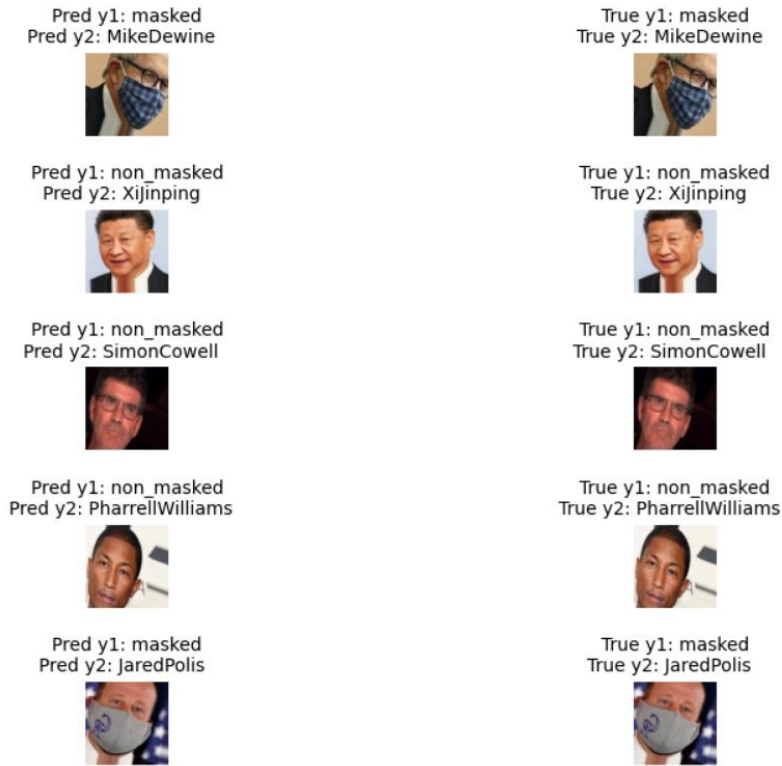 Pred y1: masked
Pred y2: MikeDewine
True y1: masked
True y2: MikeDewine
Pred y1: non_masked
Pred y2: XiJinping
True y1: non_masked
True y2: XiJinping
Pred y1: non_masked
Pred y2: SimonCowell
True y1: non_masked
True y2: SimonCowell
Pred y1: non_masked
Pred y2: PharrellWilliams
True y1: non_masked
True y2: PharrellWilliams
Pred y1: masked
Pred y2: JaredPolis
True y1: masked
True y2: JaredPolis